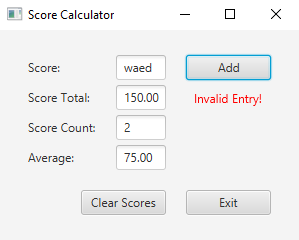 Score Calculator
Score: waed Add
Score Total: 150.00 Invalid Entry!
Score Count: 2
Average: 75.00
Clear Scores Exit